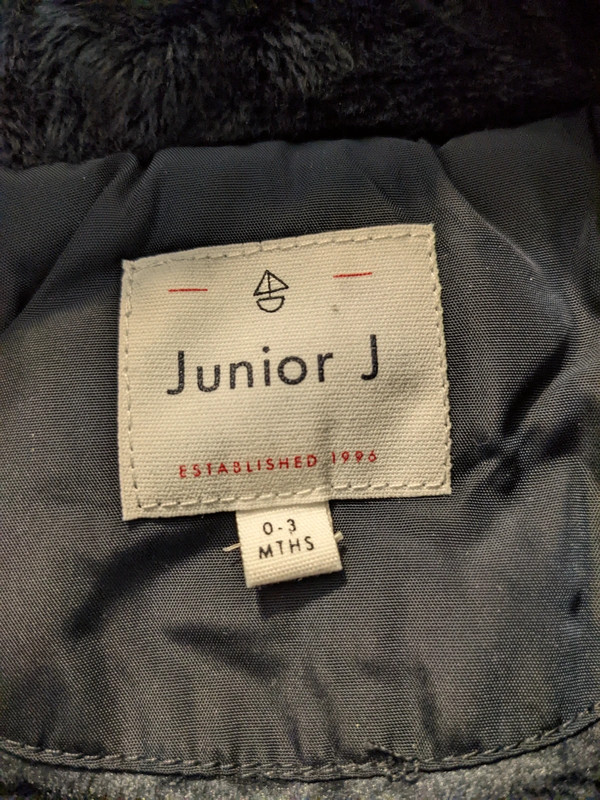 Junior J
ESTABLISHED 1996
0-3
MTHS